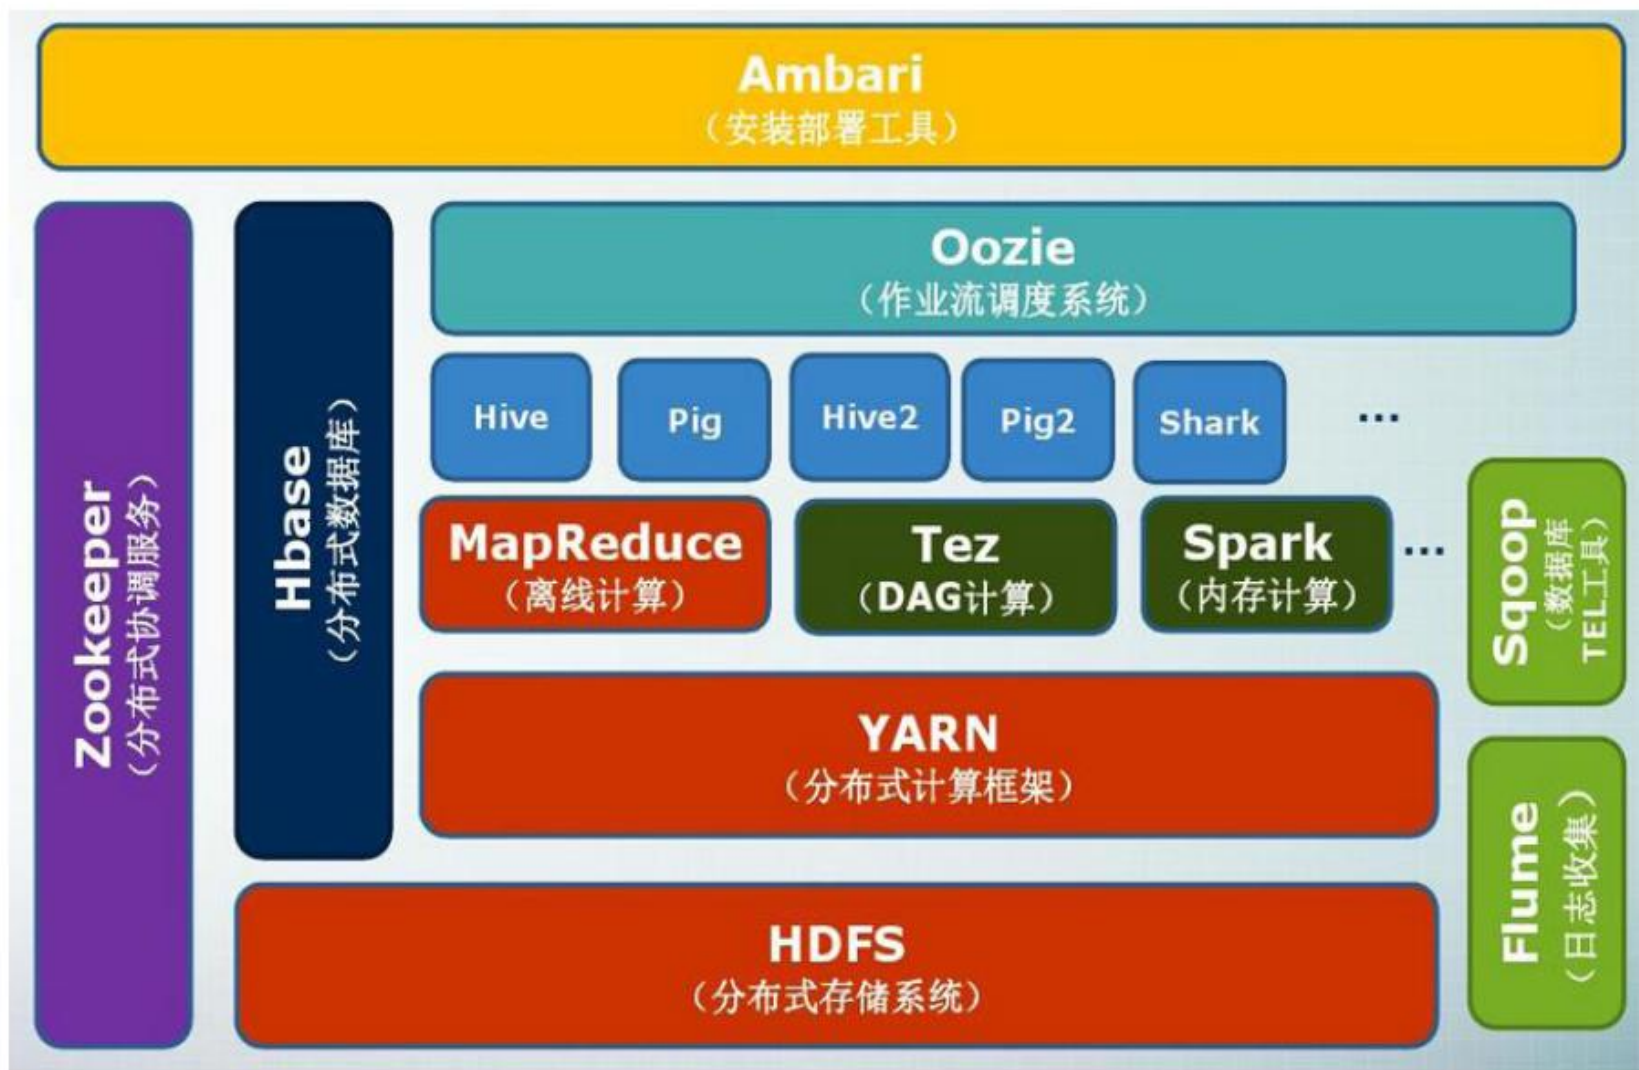 Ambari
（安装部署工具）
Zookeeper
（分布式协调服务）
Hbase
（分布式数据库）
Oozie
（作业流调度系统）
Hive
Pig
Hive2
Pig2
Shark
...
MapReduce
（离线计算）
Tez
（DAG计算）
Spark
（内存计算）
...
YARN
（分布式计算框架）
HDFS
（分布式存储系统）
Sqoop
（数据库
TEL工具）
Flume
（日志收集）